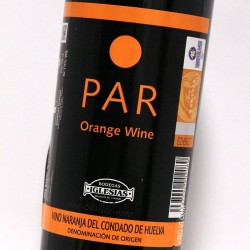 PAR
Orange Wine
BODEGAS
IGLESIAS
VINO NARANJA DEL CONDADO DE HUELVA
DENOMINACIÓN DE ORIGEN